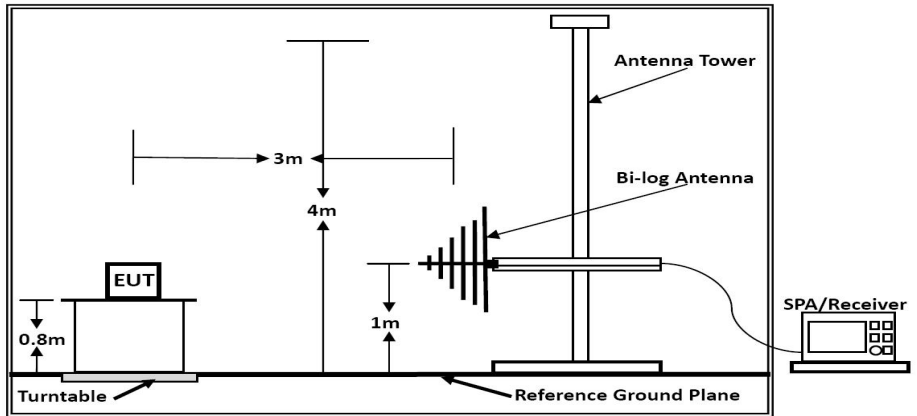 Antenna Tower
3m
Bi-log Antenna
4m
EUT
0.8m
1m
SPA/Receiver
Turntable
Reference Ground Plane